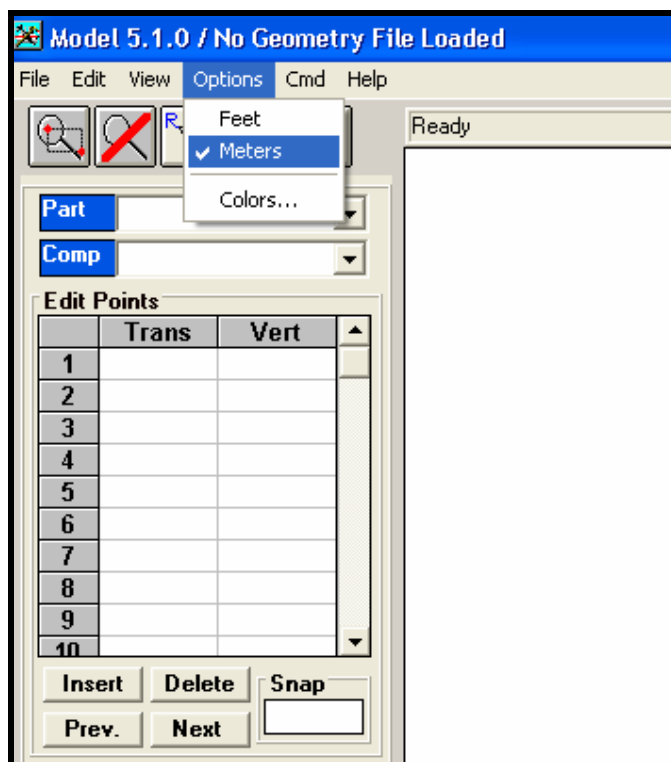 Model 5.1.0 / No Geometry File Loaded
File Edit View Options Cmd Help
R
Feet
Ready
Meters
Colors...
Part
Comp
Edit Points
Trans Vert
1
2
3
4
5
6
7
8
9
10
Insert Delete Snap
Prev. Next